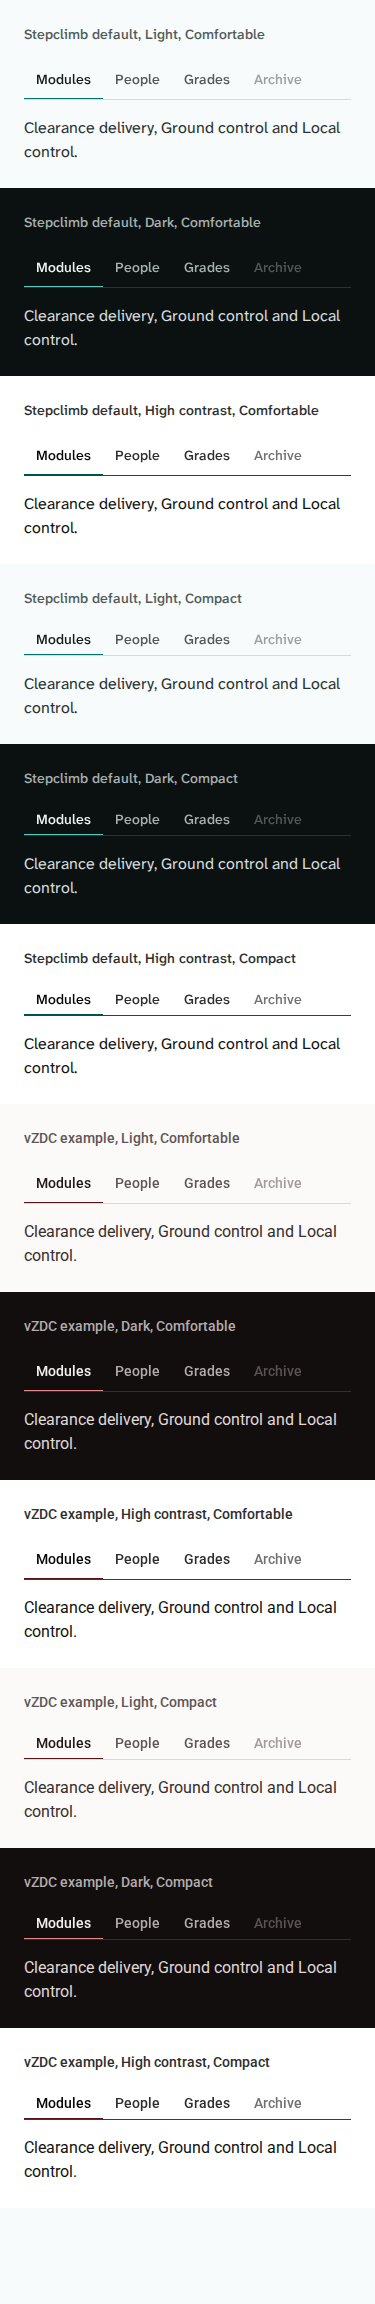 Stepclimb default, Light, Comfortable
Modules People Grades Archive
Clearance delivery, Ground control and Local
control.
Stepclimb default, Dark, Comfortable
Modules People Grades Archive
Clearance delivery, Ground control and Local
control.
Stepclimb default, High contrast, Comfortable
Modules People Grades Archive
Clearance delivery, Ground control and Local
control.
Stepclimb default, Light, Compact
Modules People Grades Archive
Clearance delivery, Ground control and Local
control.
Stepclimb default, Dark, Compact
Modules People Grades Archive
Clearance delivery, Ground control and Local
control.
Stepclimb default, High contrast, Compact
Modules People Grades Archive
Clearance delivery, Ground control and Local
control.
vZDC example, Light, Comfortable
Modules People Grades Archive
Clearance delivery, Ground control and Local
control.
vZDC example, Dark, Comfortable
Modules People Grades Archive
Clearance delivery, Ground control and Local
control.
vZDC example, High contrast, Comfortable
Modules People Grades Archive
Clearance delivery, Ground control and Local
control.
vZDC example, Light, Compact
Modules People Grades Archive
Clearance delivery, Ground control and Local
control.
vZDC example, Dark, Compact
Modules People Grades Archive
Clearance delivery, Ground control and Local
control.
vZDC example, High contrast, Compact
Modules People Grades Archive
Clearance delivery, Ground control and Local
control.